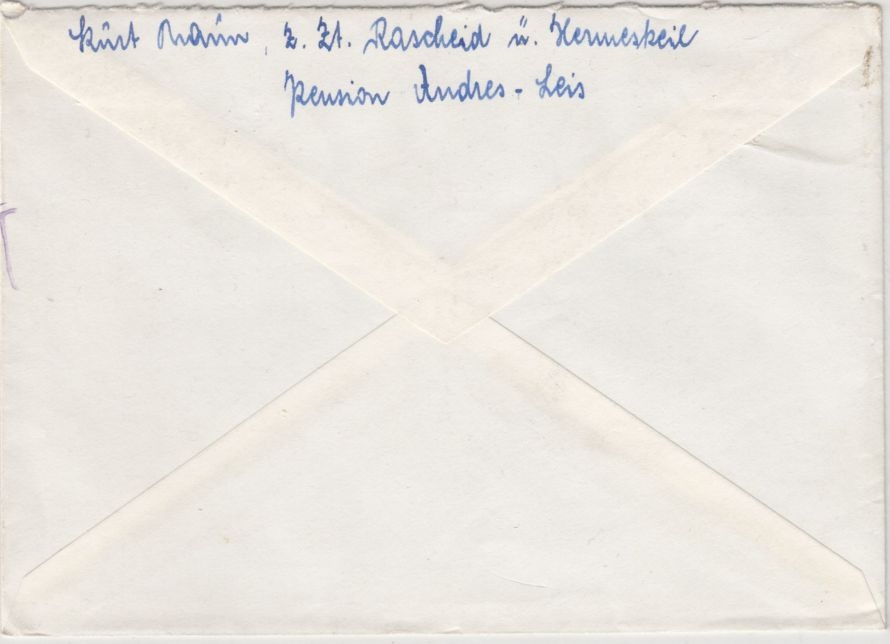 Kurt , z. Zt. Rascheid ü. Hermeskeil
Pension Andres-Leis